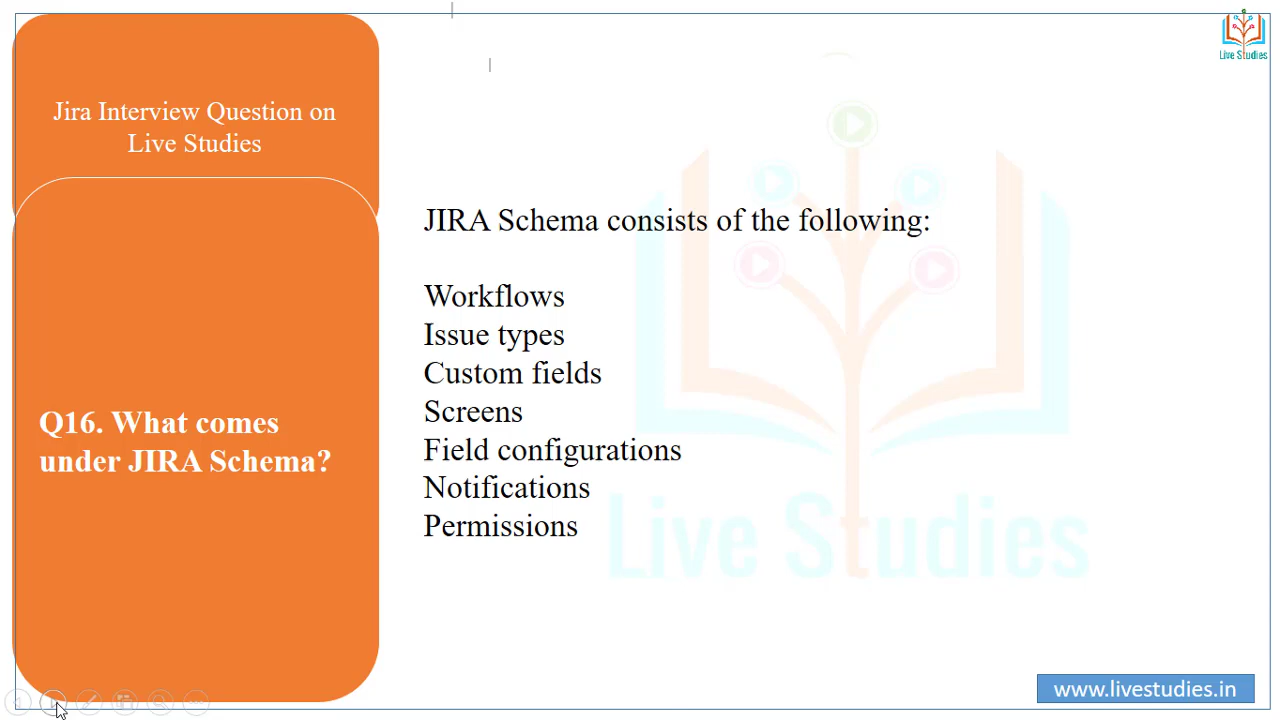 Live Studies
Jira Interview Question on
Live Studies
JIRA Schema consists of the following:
Workflows
Issue types
Custom fields
Screens
Field configurations
Notifications
Permissions
Q16. What comes
under JIRA Schema?
Live Studies
www.livestudies.in